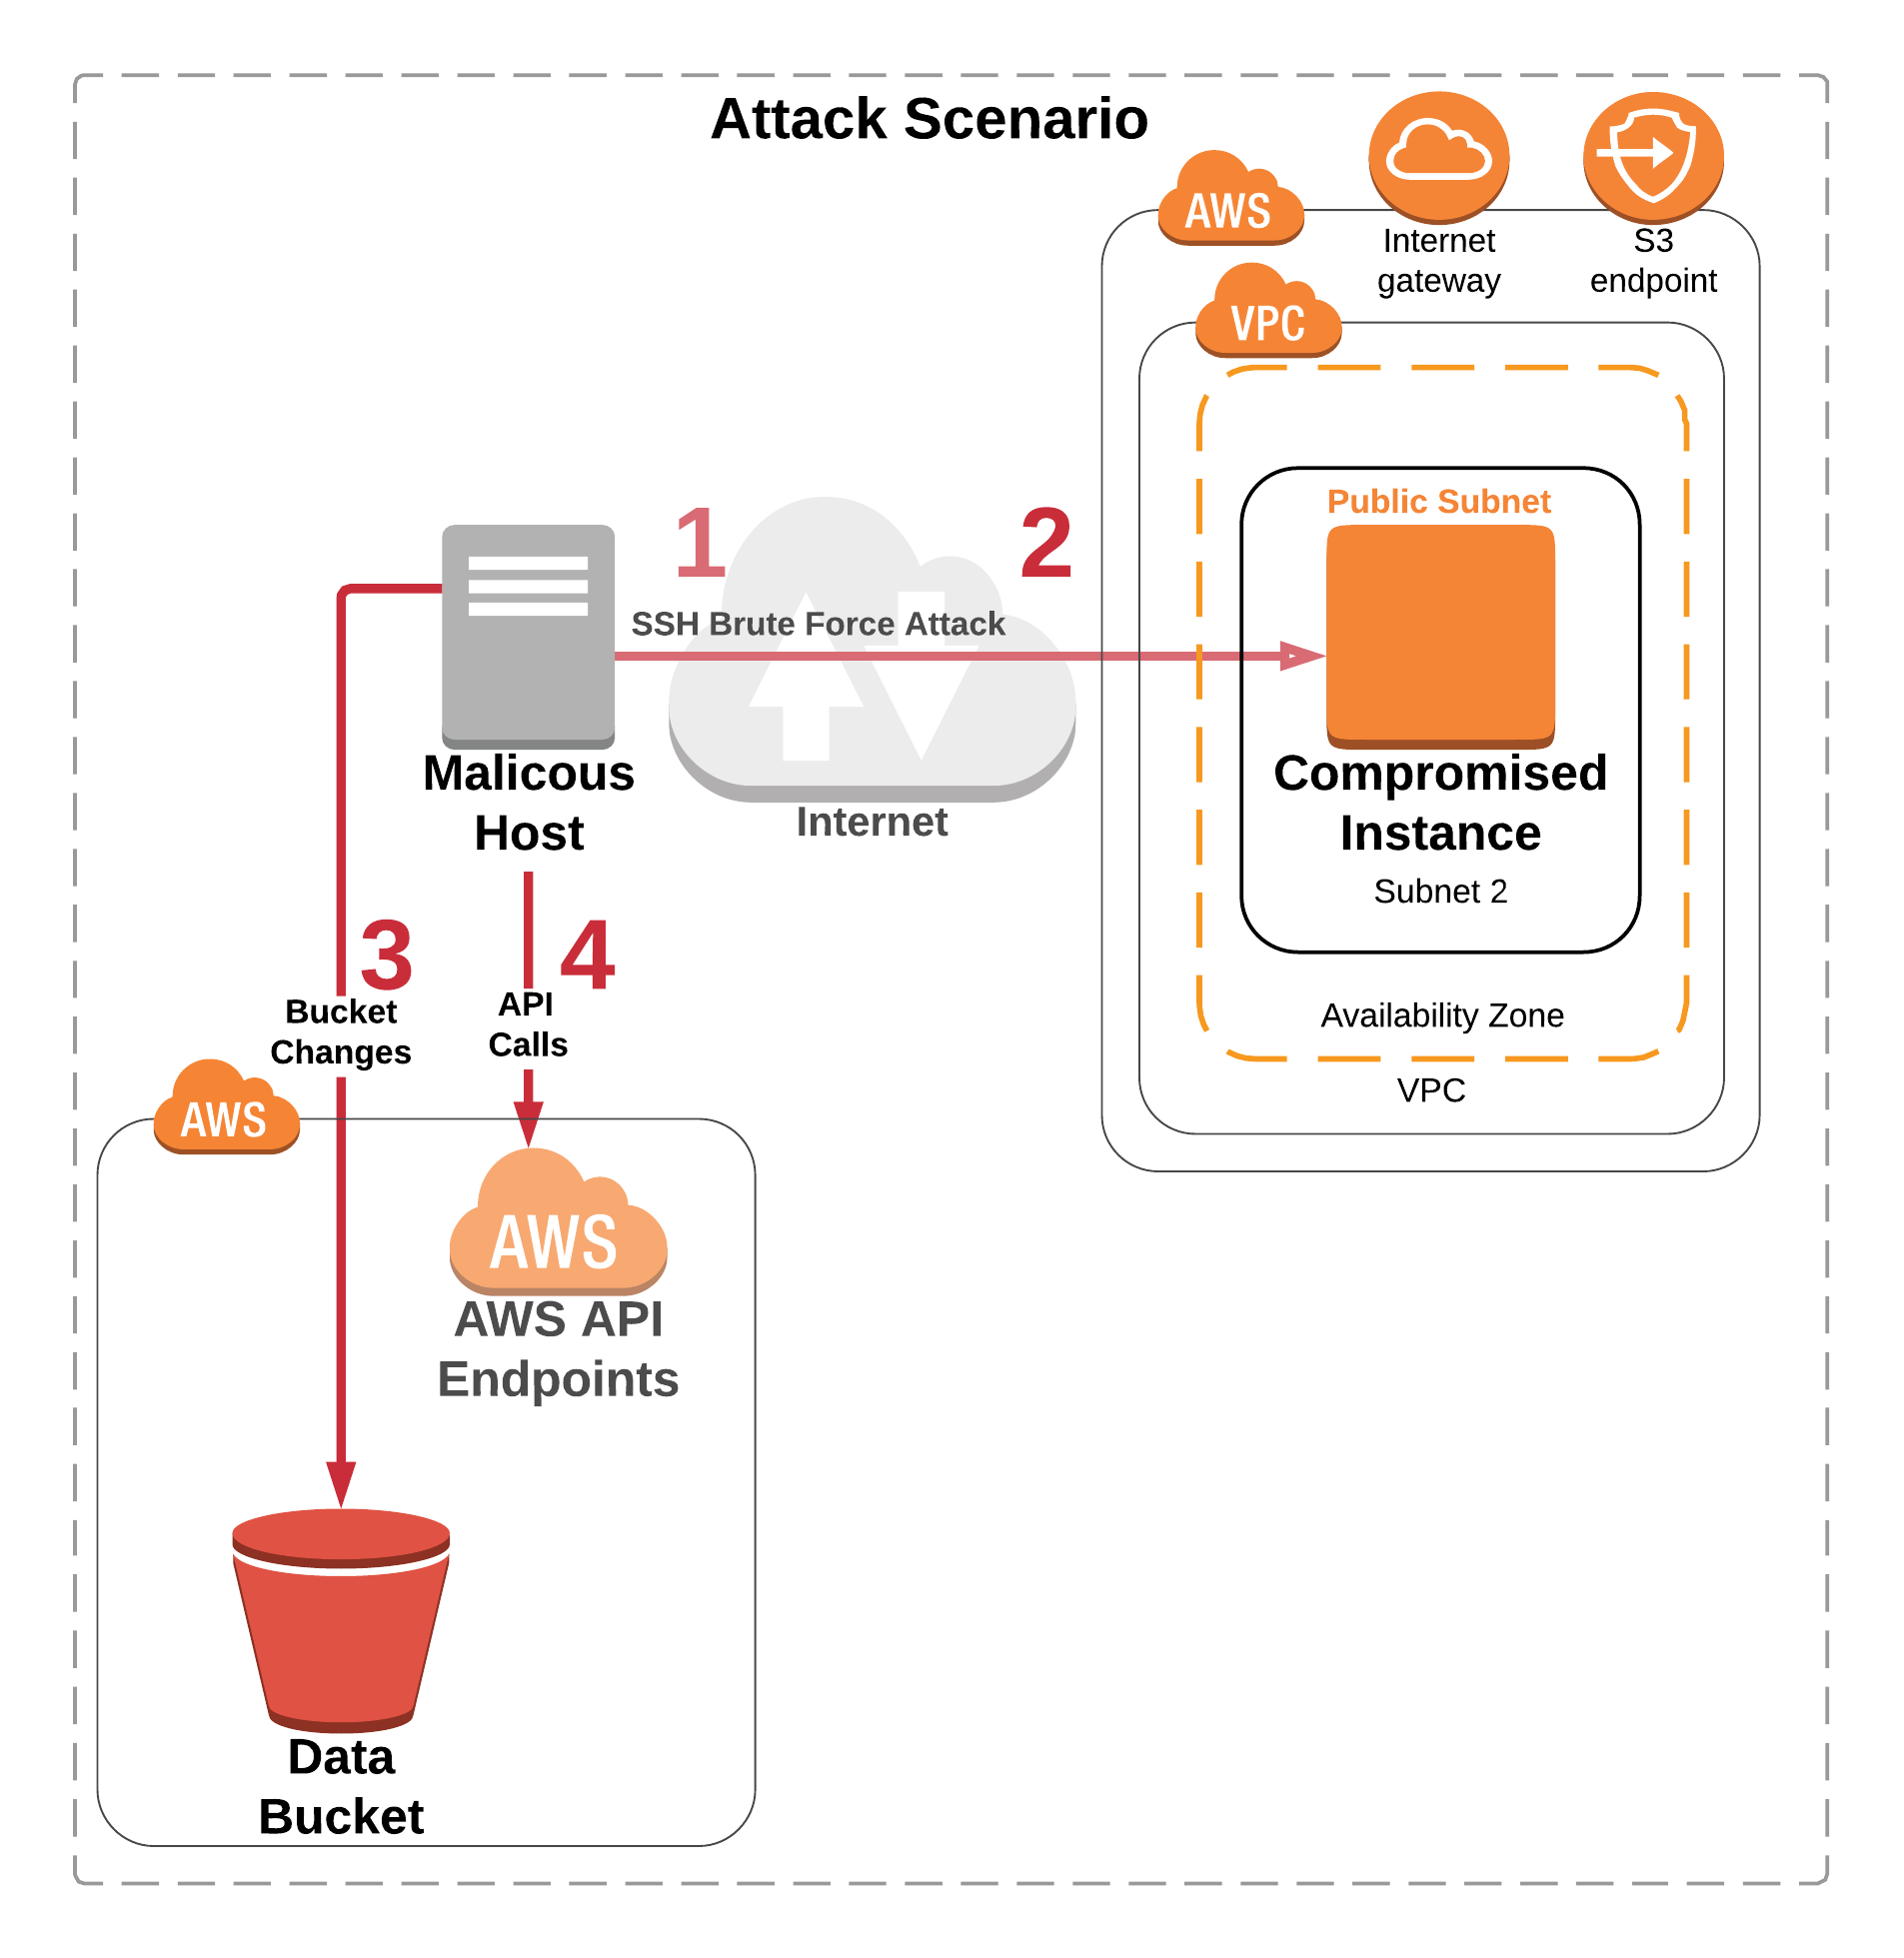 Attack Scenario
AWS
Internet
gateway
S3
endpoint
VPC
Public Subnet
1
2
SSH Brute Force Attack
Malicous
Host
Internet
Compromised
Instance
Subnet 2
3
4
Bucket
Changes
API
Calls
Availability Zone
VPC
AWS
AWS
AWS API
Endpoints
Data
Bucket